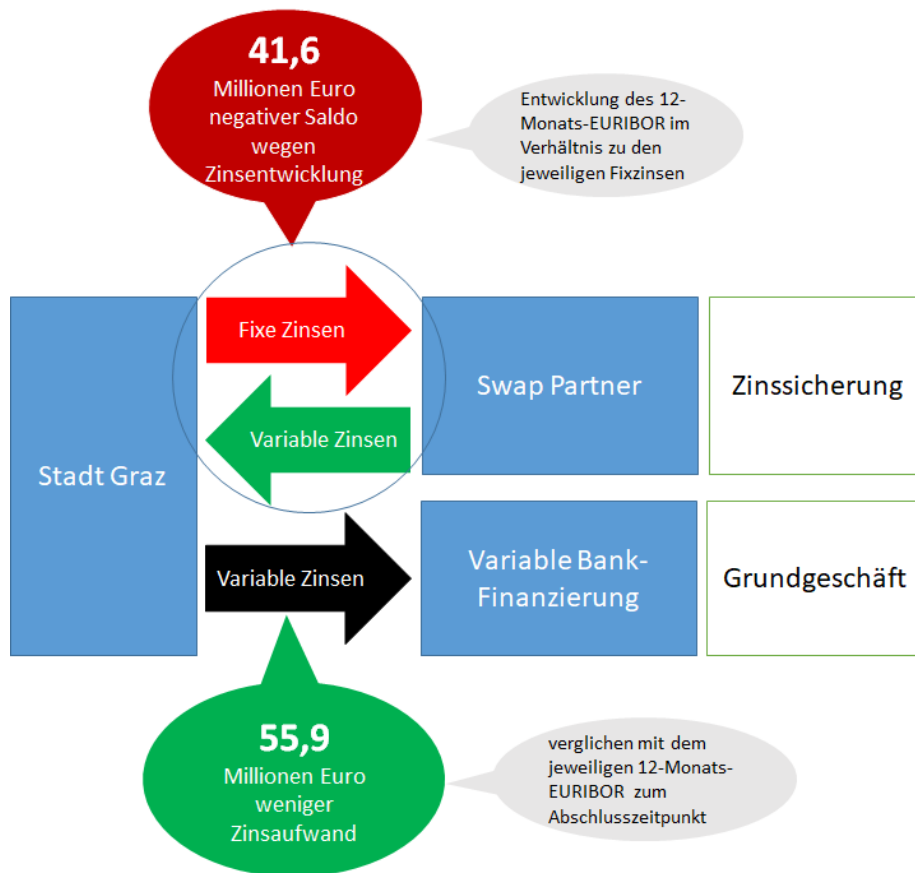 41,6
Millionen Euro
negativer Saldo
wegen
Zinsentwicklung
Entwicklung des 12-
Monats-EURIBOR im
Verhältnis zu den
jeweiligen Fixzinsen
Fixe Zinsen
Swap Partner
Zinssicherung
Variable Zinsen
Stadt Graz
Variable Zinsen
Variable Bank-
Finanzierung
Grundgeschäft
55,9
Millionen Euro
weniger
Zinsaufwand
verglichen mit dem
jeweiligen 12-Monats-
EURIBOR zum
Abschlusszeitpunkt